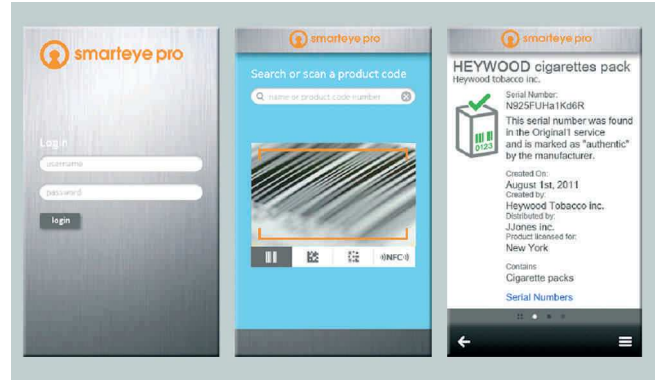 smarteye pro
Login
username
password
login
smarteye pro
Search or scan a product code
name or product code number
NFC
smarteye pro
HEYWOOD cigarettes pack
Heywood tobacco inc.
Serial Number:
N925FUHa1Kd6R
This serial number was found
in the Original1 service
and is marked as "authentic"
by the manufacturer.
0123
Created On:
August 1st, 2011
Created by:
Heywood Tobacco inc.
Distributed by:
JJones inc.
Product licensed for:
New York
Contains
Cigarette packs
Serial Numbers